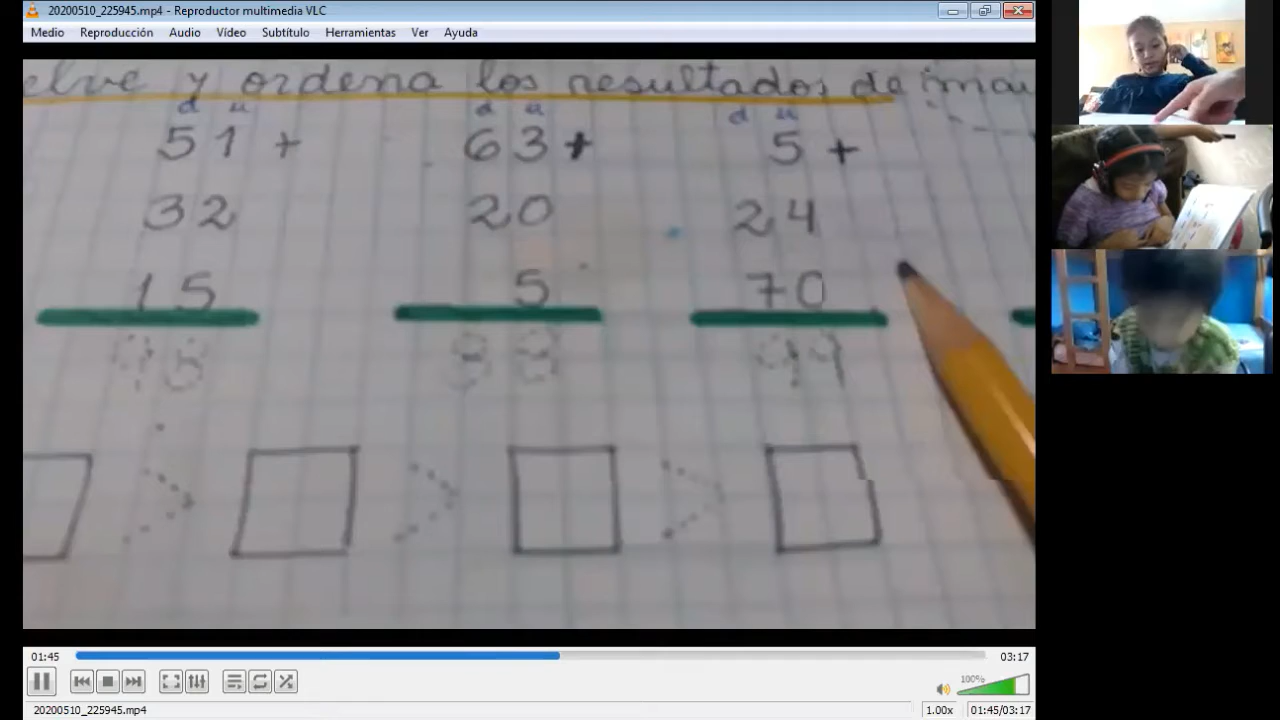 20200510_225945.mp4 - Reproductor multimedia VLC
Medio Reproducción Audio Vídeo Subtítulo Herramientas Ver Ayuda
elve y ordena los resultados de
d u d u d u
51 + 63 + 5 +
32 20 24
15 5 70
98 88 99
> > >
01:45 03:17
100%
20200510_225945.mp4 1.00x 01:45/03:17